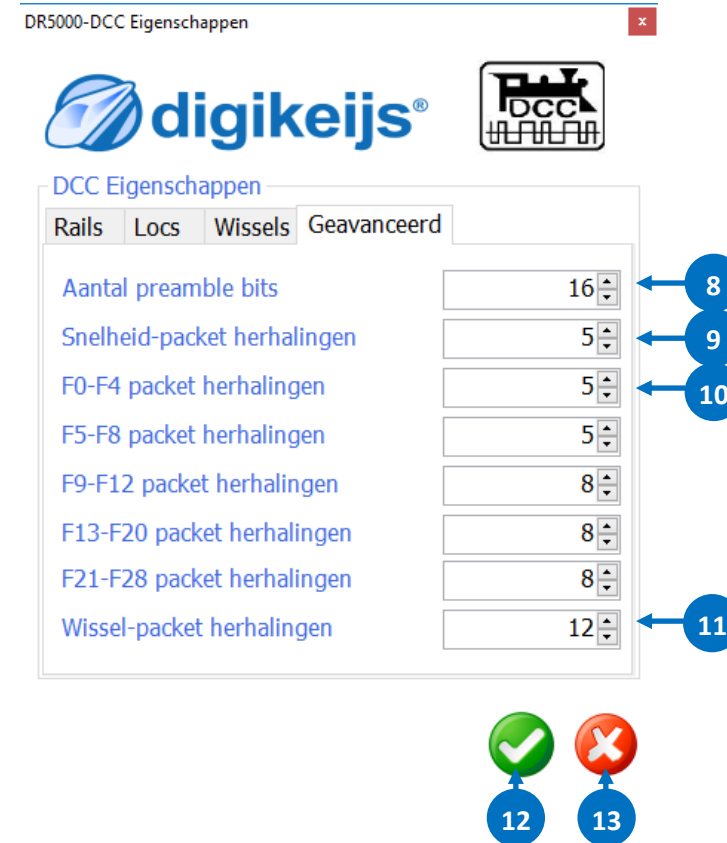 DR5000-DCC Eigenschappen x
digikeijs®
DCC
DCC Eigenschappen
Rails Locs Wissels Geavanceerd
Aantal preamble bits 16 8
Snelheid-packet herhalingen 5 9
F0-F4 packet herhalingen 5 10
F5-F8 packet herhalingen 5
F9-F12 packet herhalingen 8
F13-F20 packet herhalingen 8
F21-F28 packet herhalingen 8
Wissel-packet herhalingen 12 11
12 13